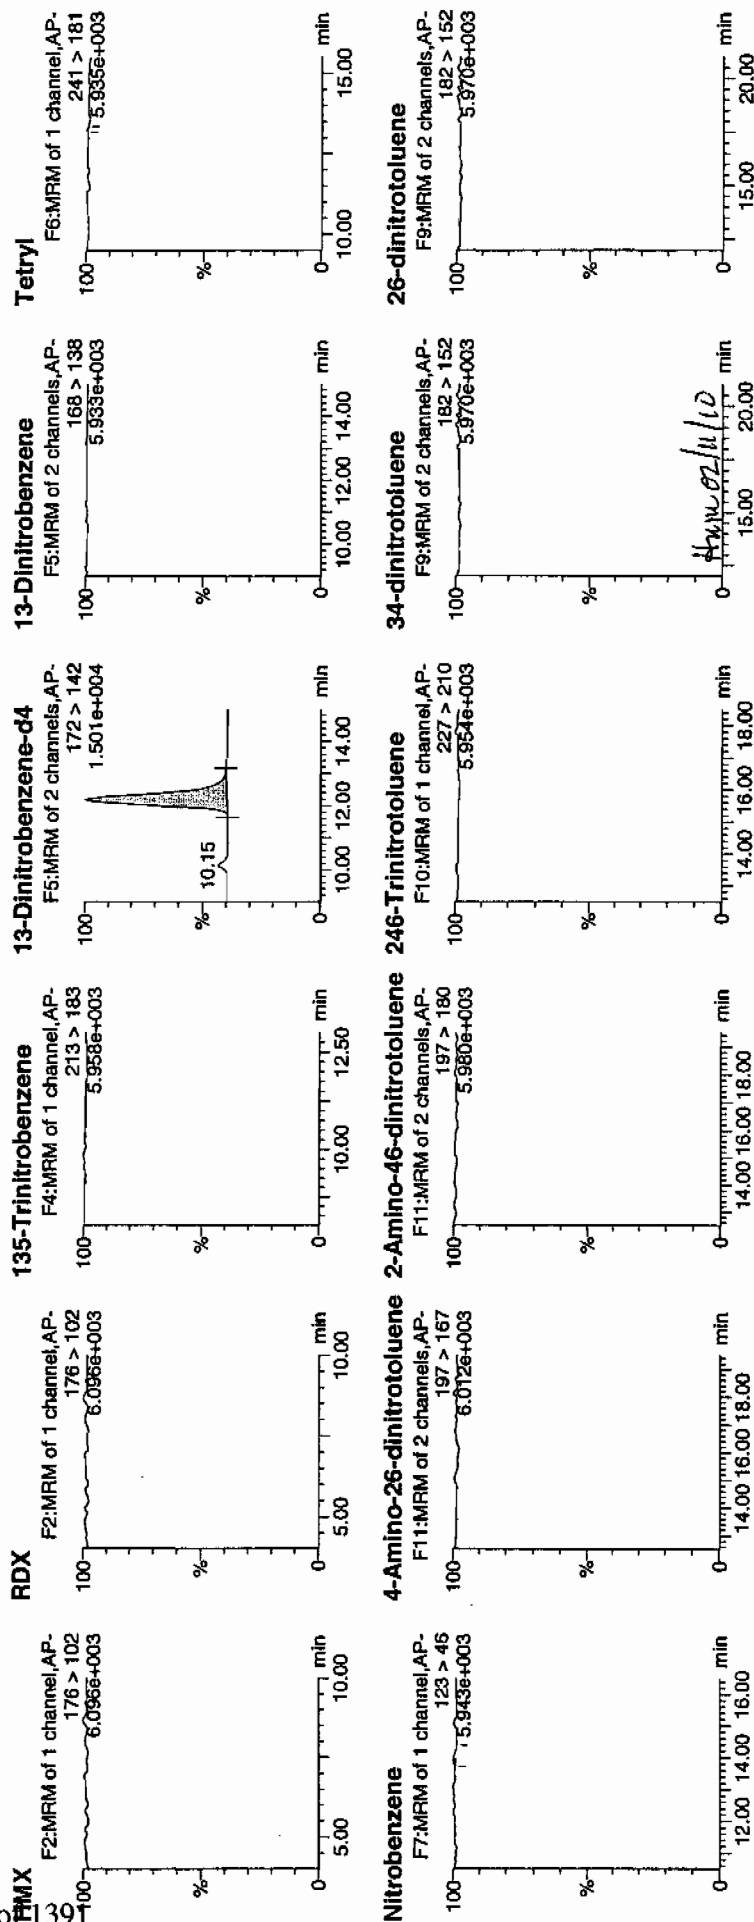 HMX
F2:MRM of 1 channel,AP-
176 > 102
6.096e+003
100
%
0
5.00 10.00 min
RDX
F2:MRM of 1 channel,AP-
176 > 102
6.096e+003
100
%
0
5.00 10.00 min
135-Trinitrobenzene
F4:MRM of 1 channel,AP-
213 > 183
5.958e+003
100
%
0
10.00 12.50 min
13-Dinitrobenzene-d4
F5:MRM of 2 channels,AP-
172 > 142
1.501e+004
100
10.15
%
0
10.00 12.00 14.00 min
13-Dinitrobenzene
F5:MRM of 2 channels,AP-
168 > 138
5.933e+003
100
%
0
10.00 12.00 14.00 min
Tetryl
F6:MRM of 1 channel,AP-
241 > 181
5.935e+003
100
%
0
10.00 15.00 min
Nitrobenzene
F7:MRM of 1 channel,AP-
123 > 46
5.943e+003
100
%
0
12.00 14.00 16.00 min
4-Amino-26-dinitrotoluene
F11:MRM of 2 channels,AP-
197 > 167
6.012e+003
100
%
0
14.00 16.00 18.00 min
2-Amino-46-dinitrotoluene
F11:MRM of 2 channels,AP-
197 > 180
5.980e+003
100
%
0
14.00 16.00 18.00 min
246-Trinitrotoluene
F10:MRM of 1 channel,AP-
227 > 210
5.954e+003
100
%
0
14.00 16.00 18.00 min
34-dinitrotoluene
F9:MRM of 2 channels,AP-
182 > 152
5.970e+003
100
%
02/11/10
0
15.00 20.00 min
26-dinitrotoluene
F9:MRM of 2 channels,AP-
182 > 152
5.970e+003
100
%
0
15.00 20.00 min
of 1391